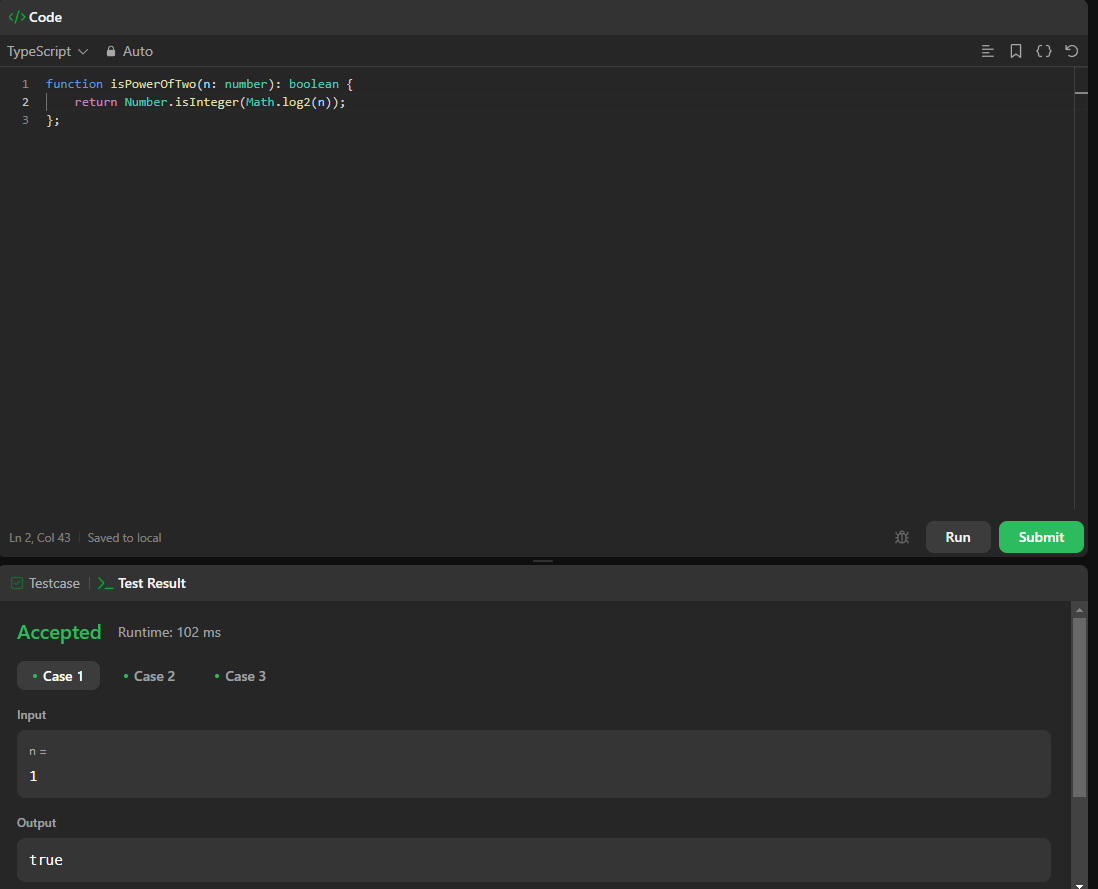 </> Code
TypeScript Auto
1 function isPowerOfTwo(n: number): boolean {
2     return Number.isInteger(Math.log2(n));
3 };
Ln 2, Col 43 Saved to local
Run Submit
Testcase Test Result
Accepted Runtime: 102 ms
Case 1 Case 2 Case 3
Input
n =
1
Output
true